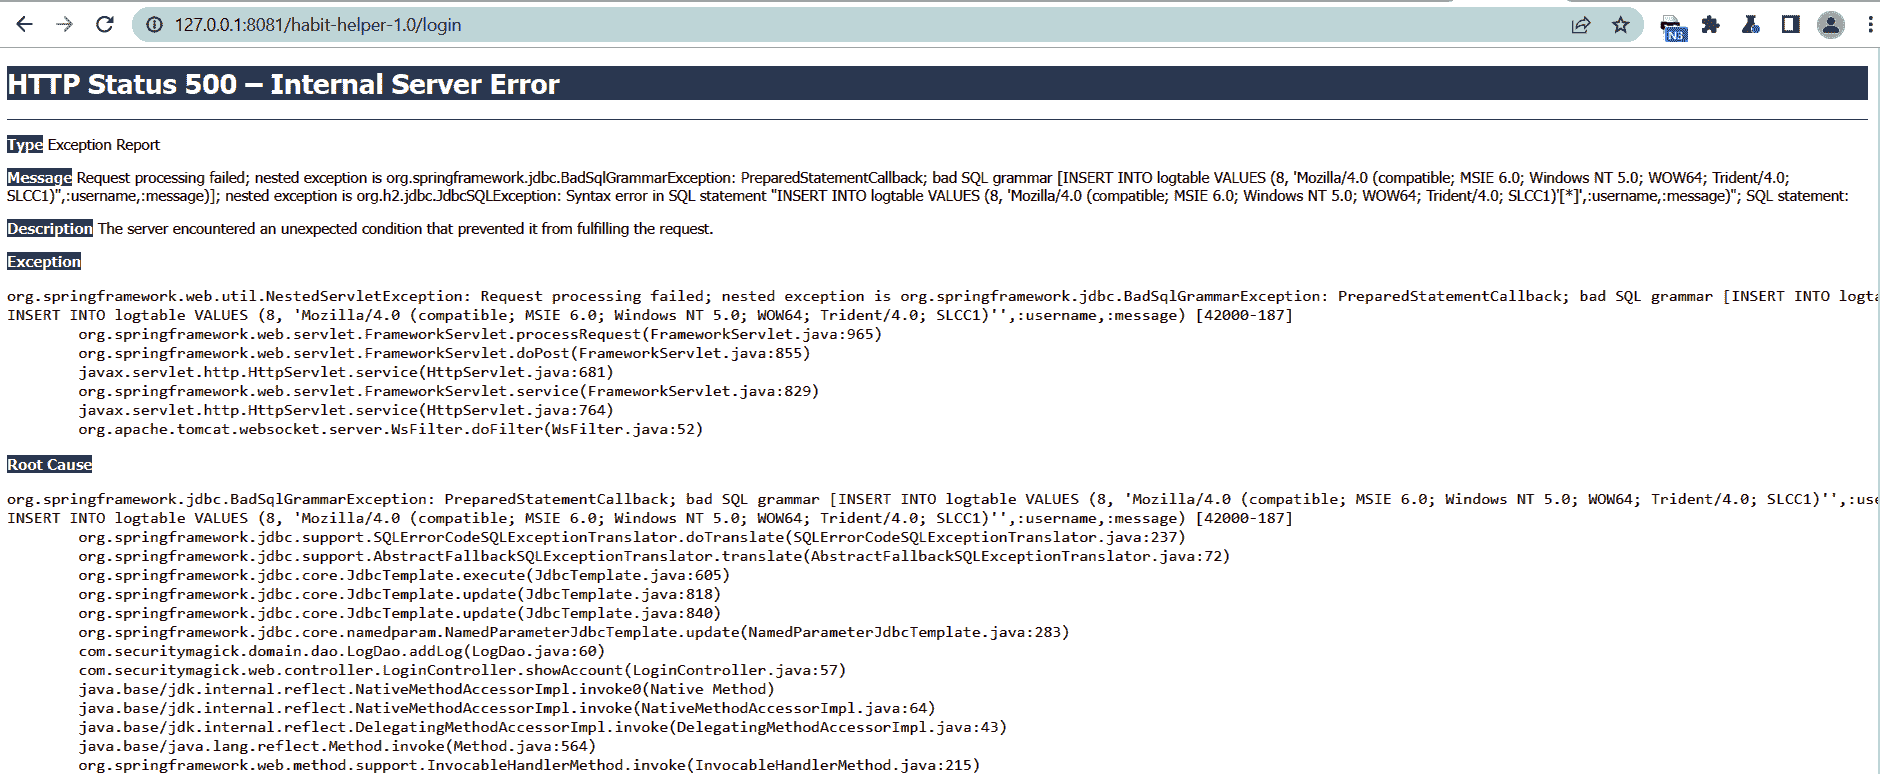 127.0.0.1:8081/habit-helper-1.0/login
N3
HTTP Status 500 – Internal Server Error
Type Exception Report
Message Request processing failed; nested exception is org.springframework.jdbc.BadSqlGrammarException: PreparedStatementCallback; bad SQL grammar [INSERT INTO logtable VALUES (8, 'Mozilla/4.0 (compatible; MSIE 6.0; Windows NT 5.0; WOW64; Trident/4.0;
SLCC1)'',:username,:message)]; nested exception is org.h2.jdbc.JdbcSQLException: Syntax error in SQL statement "INSERT INTO logtable VALUES (8, 'Mozilla/4.0 (compatible; MSIE 6.0; Windows NT 5.0; WOW64; Trident/4.0; SLCC1)'[*]',:username,:message)"; SQL statement:
Description The server encountered an unexpected condition that prevented it from fulfilling the request.
Exception
org.springframework.web.util.NestedServletException: Request processing failed; nested exception is org.springframework.jdbc.BadSqlGrammarException: PreparedStatementCallback; bad SQL grammar [INSERT INTO logta
INSERT INTO logtable VALUES (8, 'Mozilla/4.0 (compatible; MSIE 6.0; Windows NT 5.0; WOW64; Trident/4.0; SLCC1)'',:username,:message) [42000-187]
org.springframework.web.servlet.FrameworkServlet.processRequest(FrameworkServlet.java:965)
org.springframework.web.servlet.FrameworkServlet.doPost(FrameworkServlet.java:855)
javax.servlet.http.HttpServlet.service(HttpServlet.java:681)
org.springframework.web.servlet.FrameworkServlet.service(FrameworkServlet.java:829)
javax.servlet.http.HttpServlet.service(HttpServlet.java:764)
org.apache.tomcat.websocket.server.WsFilter.doFilter(WsFilter.java:52)
Root Cause
org.springframework.jdbc.BadSqlGrammarException: PreparedStatementCallback; bad SQL grammar [INSERT INTO logtable VALUES (8, 'Mozilla/4.0 (compatible; MSIE 6.0; Windows NT 5.0; WOW64; Trident/4.0; SLCC1)'',:use
INSERT INTO logtable VALUES (8, 'Mozilla/4.0 (compatible; MSIE 6.0; Windows NT 5.0; WOW64; Trident/4.0; SLCC1)'',:username,:message) [42000-187]
org.springframework.jdbc.support.SQLErrorCodeSQLExceptionTranslator.doTranslate(SQLErrorCodeSQLExceptionTranslator.java:237)
org.springframework.jdbc.support.AbstractFallbackSQLExceptionTranslator.translate(AbstractFallbackSQLExceptionTranslator.java:72)
org.springframework.jdbc.core.JdbcTemplate.execute(JdbcTemplate.java:605)
org.springframework.jdbc.core.JdbcTemplate.update(JdbcTemplate.java:818)
org.springframework.jdbc.core.JdbcTemplate.update(JdbcTemplate.java:840)
org.springframework.jdbc.core.namedparam.NamedParameterJdbcTemplate.update(NamedParameterJdbcTemplate.java:283)
com.securitymagick.domain.dao.LogDao.addLog(LogDao.java:60)
com.securitymagick.web.controller.LoginController.showAccount(LoginController.java:57)
java.base/jdk.internal.reflect.NativeMethodAccessorImpl.invoke0(Native Method)
java.base/jdk.internal.reflect.NativeMethodAccessorImpl.invoke(NativeMethodAccessorImpl.java:64)
java.base/jdk.internal.reflect.DelegatingMethodAccessorImpl.invoke(DelegatingMethodAccessorImpl.java:43)
java.base/java.lang.reflect.Method.invoke(Method.java:564)
org.springframework.web.method.support.InvocableHandlerMethod.invoke(InvocableHandlerMethod.java:215)